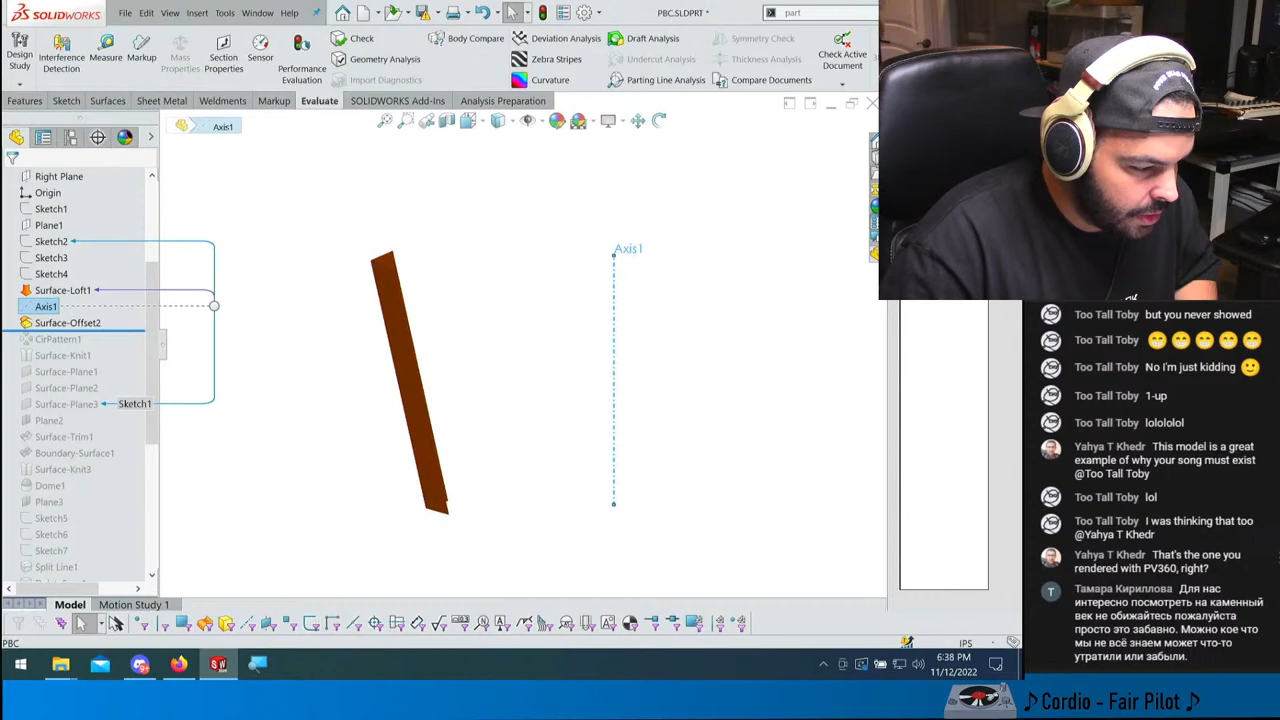 SOLIDWORKS
File Edit View Insert Tools Window Help
PBC.SLDPRT *
part
Design Study
Interference Detection
Measure
Markup
Mass Properties
Section Properties
Sensor
Performance Evaluation
Check
Geometry Analysis
Import Diagnostics
Body Compare
Deviation Analysis
Zebra Stripes
Curvature
Draft Analysis
Undercut Analysis
Parting Line Analysis
Symmetry Check
Thickness Analysis
Compare Documents
Check Active Document
Features Sketch Surfaces Sheet Metal Weldments Markup Evaluate SOLIDWORKS Add-Ins Analysis Preparation
Axis1
Right Plane
Origin
Sketch1
Plane1
Sketch2
Sketch3
Sketch4
Surface-Loft1
Axis1
Surface-Offset2
CirPattern1
Surface-Knit1
Surface-Plane1
Surface-Plane2
Surface-Plane3
Sketch1
Plane2
Surface-Trim1
Boundary-Surface1
Surface-Knit3
Dome1
Plane3
Sketch5
Sketch6
Sketch7
Split Line1
Axis1
Model Motion Study 1
PBC
IPS
6:38 PM
11/12/2022
Too Tall Toby but you never showed
Too Tall Toby
Too Tall Toby No I'm just kidding
Too Tall Toby 1-up
Too Tall Toby lolololol
Yahya T Khedr This model is a great
example of why your song must exist
@Too Tall Toby
Too Tall Toby lol
Too Tall Toby I was thinking that too
@Yahya T Khedr
Yahya T Khedr That's the one you
rendered with PV360, right?
Тамара Кириллова Для нас
интересно посмотреть на каменный
век не обижайтесь пожалуйста
просто это забавно. Можно кое что
мы не всё знаем может что-то
утратили или забыли.
♪ Cordio - Fair Pilot ♪